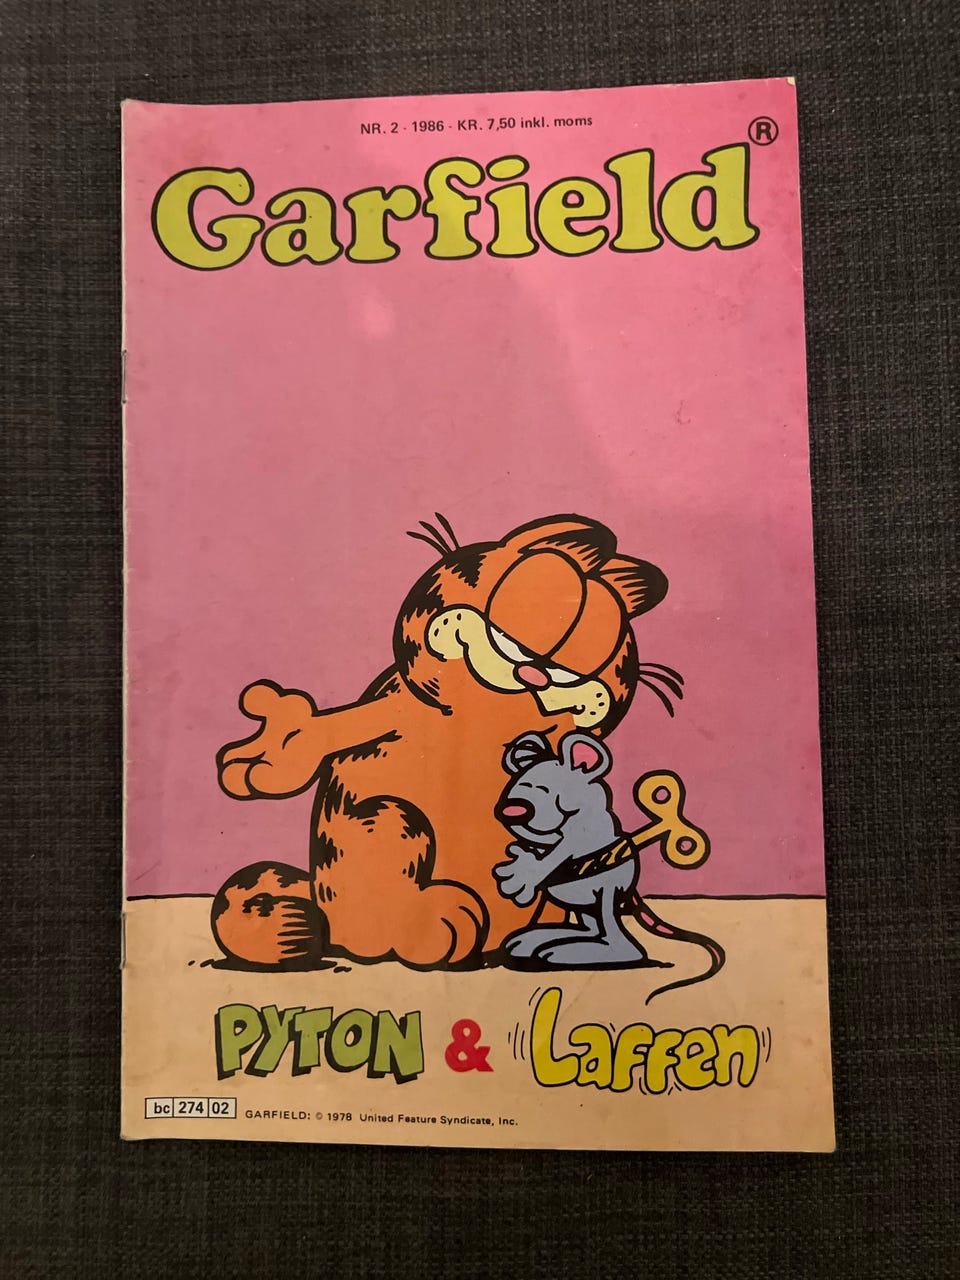 NR. 2 - 1986 - KR. 7,50 inkl. moms
Garfield®
PYTON & Laffen
bc 274 02
GARFIELD: © 1978 United Feature Syndicate, Inc.